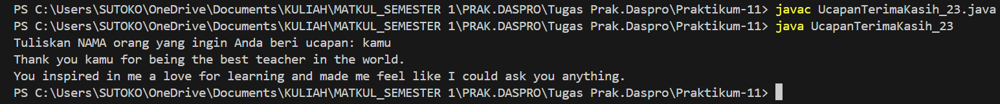 PS C:\Users\SUTOKO\OneDrive\Documents\KULIAH\MATKUL_SEMESTER 1\PRAK.DASPRO\Tugas Prak.Daspro\Praktikum-11> javac UcapanTerimaKasih_23.java
PS C:\Users\SUTOKO\OneDrive\Documents\KULIAH\MATKUL_SEMESTER 1\PRAK.DASPRO\Tugas Prak.Daspro\Praktikum-11> java UcapanTerimaKasih_23
Tuliskan NAMA orang yang ingin Anda beri ucapan: kamu
Thank you kamu for being the best teacher in the world.
You inspired in me a love for learning and made me feel like I could ask you anything.
PS C:\Users\SUTOKO\OneDrive\Documents\KULIAH\MATKUL_SEMESTER 1\PRAK.DASPRO\Tugas Prak.Daspro\Praktikum-11>